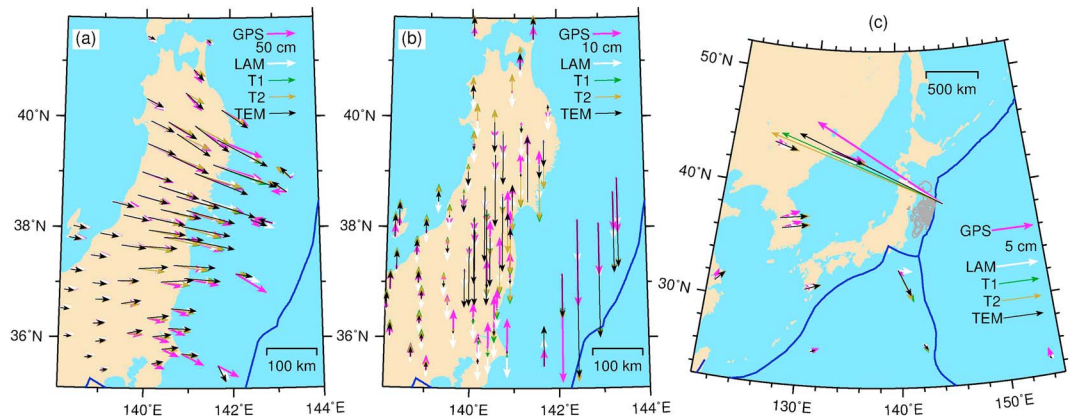 (a)
GPS
50 cm
LAM
T1
T2
TEM
40˚N
38˚N
36˚N
100 km
140˚E
142˚E
144˚E
(b)
GPS
10 cm
LAM
T1
T2
TEM
40˚N
38˚N
36˚N
100 km
140˚E
142˚E
144˚E
(c)
50˚N
500 km
40˚N
30˚N
GPS
5 cm
LAM
T1
T2
TEM
130˚E
140˚E
150˚E